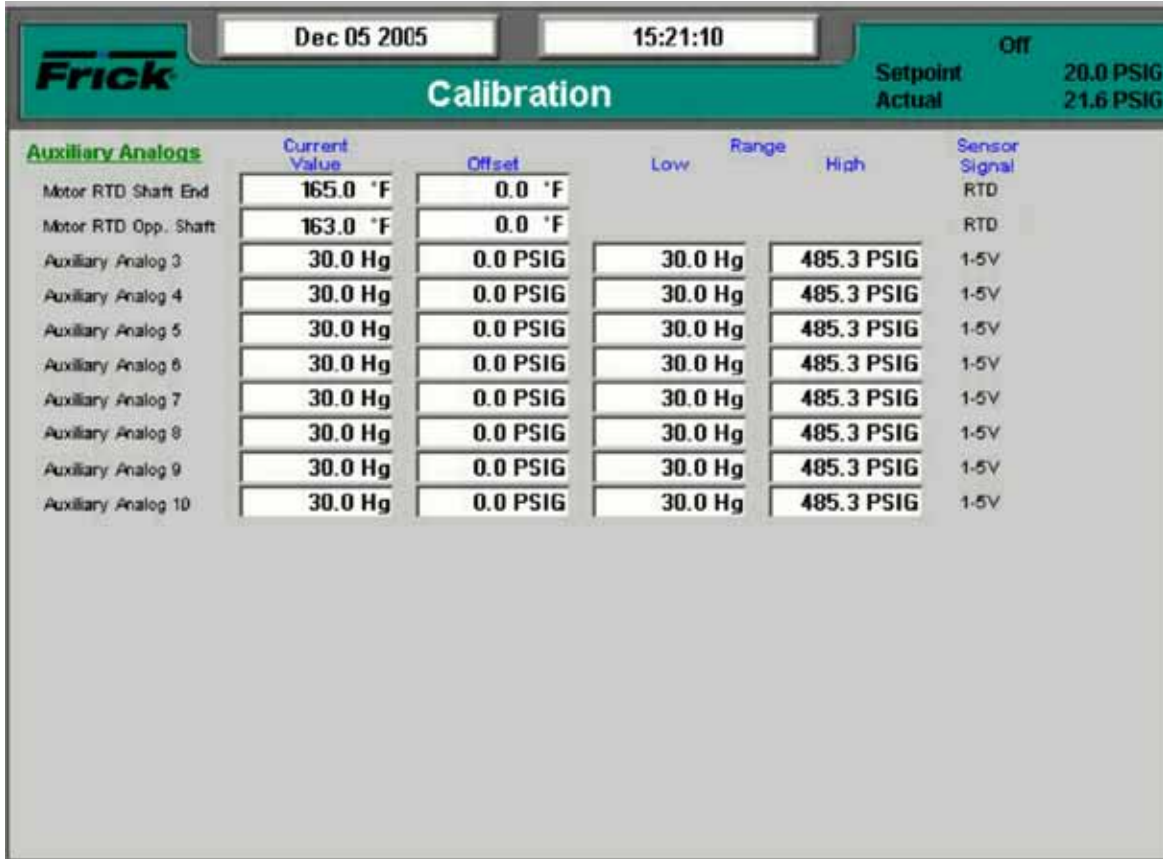 Dec 05 2005 15:21:10 Off
Frick Calibration Setpoint 20.0 PSIG
Actual 21.6 PSIG
Auxiliary Analogs Current Value Offset Range Low High Sensor Signal
Motor RTD Shaft End 165.0 °F 0.0 °F RTD
Motor RTD Opp. Shaft 163.0 °F 0.0 °F RTD
Auxiliary Analog 3 30.0 Hg 0.0 PSIG 30.0 Hg 485.3 PSIG 1-5V
Auxiliary Analog 4 30.0 Hg 0.0 PSIG 30.0 Hg 485.3 PSIG 1-5V
Auxiliary Analog 5 30.0 Hg 0.0 PSIG 30.0 Hg 485.3 PSIG 1-5V
Auxiliary Analog 6 30.0 Hg 0.0 PSIG 30.0 Hg 485.3 PSIG 1-5V
Auxiliary Analog 7 30.0 Hg 0.0 PSIG 30.0 Hg 485.3 PSIG 1-5V
Auxiliary Analog 8 30.0 Hg 0.0 PSIG 30.0 Hg 485.3 PSIG 1-5V
Auxiliary Analog 9 30.0 Hg 0.0 PSIG 30.0 Hg 485.3 PSIG 1-5V
Auxiliary Analog 10 30.0 Hg 0.0 PSIG 30.0 Hg 485.3 PSIG 1-5V